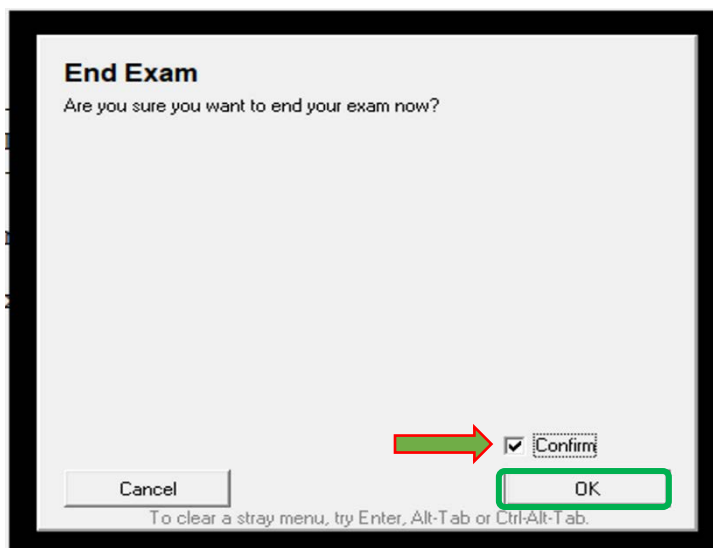 End Exam
Are you sure you want to end your exam now?
Confirm
Cancel
OK
To clear a stray menu, try Enter, Alt-Tab or Ctrl-Alt-Tab.